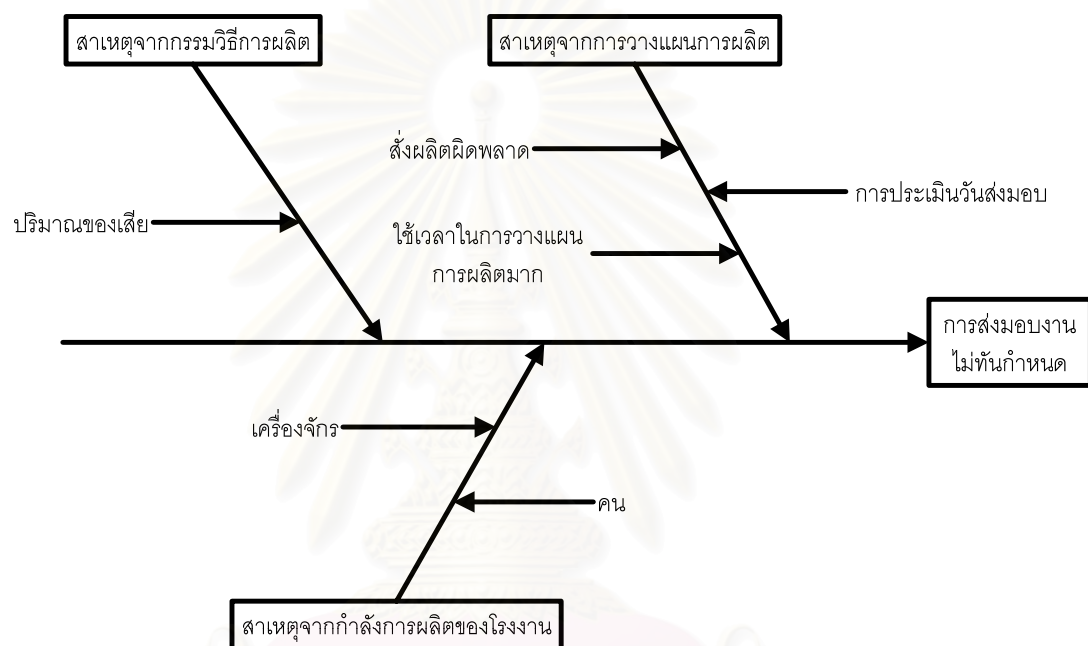 สาเหตุจากกรรมวิธีการผลิต
สาเหตุจากการวางแผนการผลิต
สั่งผลิตผิดพลาด
การประเมินวันส่งมอบ
ปริมาณของเสีย
ใช้เวลาในการวางแผน
การผลิตมาก
การส่งมอบงาน
ไม่ทันกำหนด
เครื่องจักร
คน
สาเหตุจากกำลังการผลิตของโรงงาน